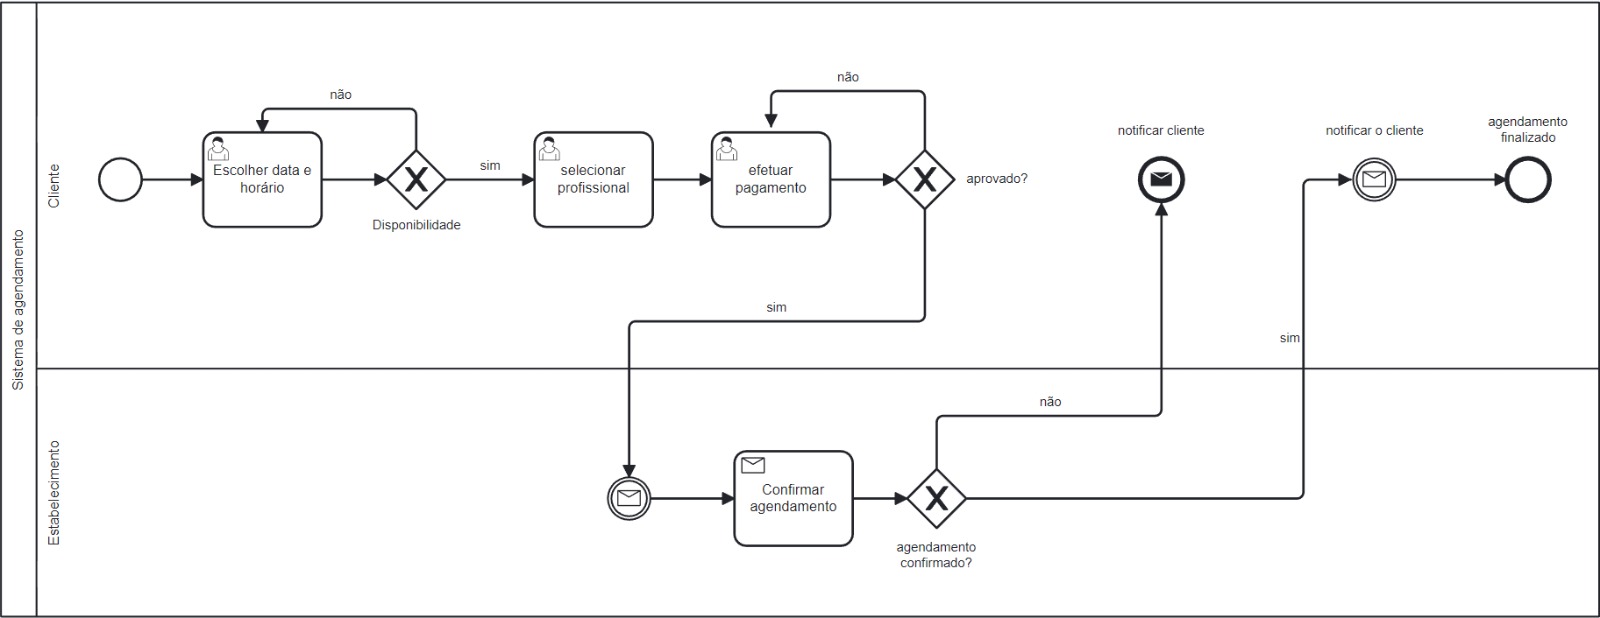 Sistema de agendamento
Cliente
não
Escolher data e
horário
Disponibilidade
sim
selecionar
profissional
não
efetuar
pagamento
aprovado?
sim
notificar cliente
notificar o cliente
agendamento
finalizado
sim
Estabelecimento
Confirmar
agendamento
não
agendamento
confirmado?